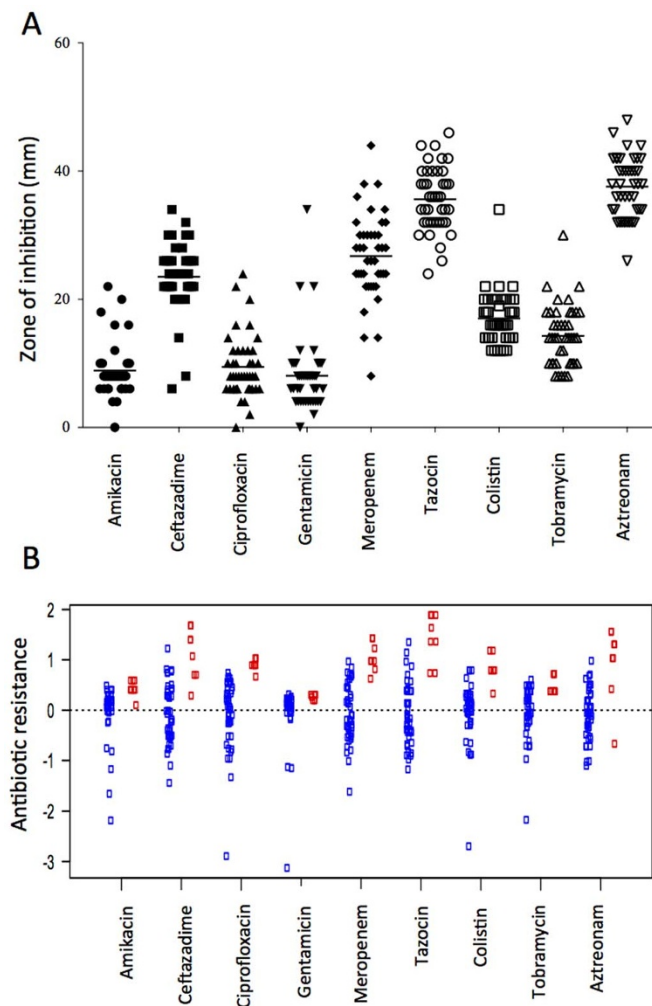 A
60
40
20
0
Zone of inhibition (mm)
Amikacin
Ceftazadime
Ciprofloxacin
Gentamicin
Meropenem
Tazocin
Colistin
Tobramycin
Aztreonam
B
2
1
0
-1
-2
-3
Antibiotic resistance
Amikacin
Ceftazadime
Ciprofloxacin
Gentamicin
Meropenem
Tazocin
Colistin
Tobramycin
Aztreonam